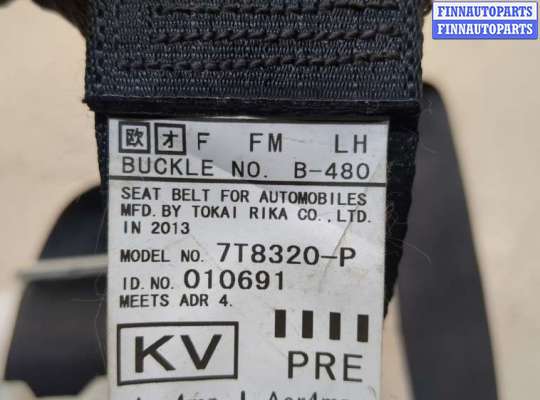 FINNAUTOPARTS
FINNAUTOPARTS
欧 オ F FM LH
BUCKLE NO. B-480
SEAT BELT FOR AUTOMOBILES
MFD. BY TOKAI RIKA CO., LTD.
IN 2013
MODEL NO. 7T8320-P
I D. NO. 010691
MEETS ADR 4.
KV
PRE